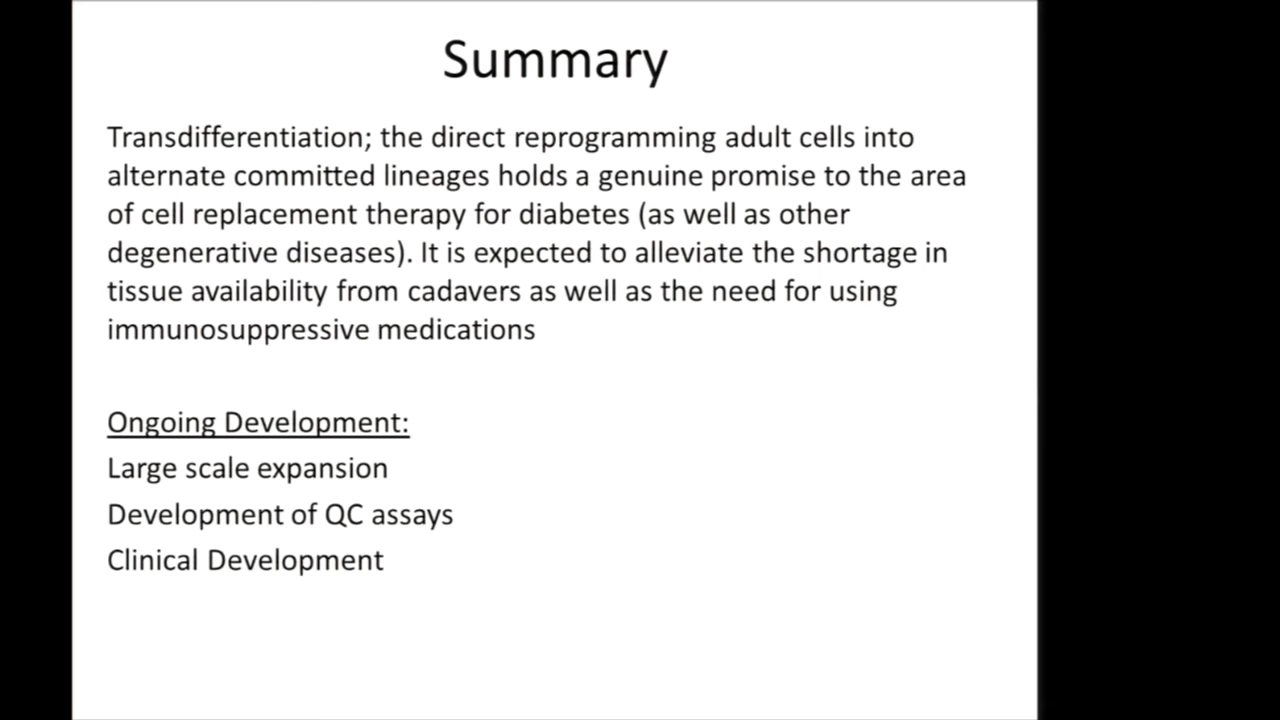 Summary
Transdifferentiation; the direct reprogramming adult cells into
alternate committed lineages holds a genuine promise to the area
of cell replacement therapy for diabetes (as well as other
degenerative diseases). It is expected to alleviate the shortage in
tissue availability from cadavers as well as the need for using
immunosuppressive medications
Ongoing Development:
Large scale expansion
Development of QC assays
Clinical Development